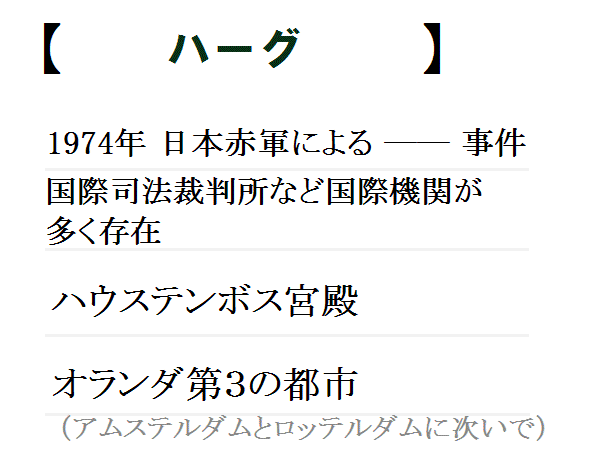 【 ハーグ 】
1974年 日本赤軍による ―― 事件
国際司法裁判所など国際機関が
多く存在
ハウステンボス宮殿
オランダ第3の都市
(アムステルダムとロッテルダムに次いで)